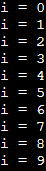 i = 0
i = 1
i = 2
i = 3
i = 4
i = 5
i = 6
i = 7
i = 8
i = 9